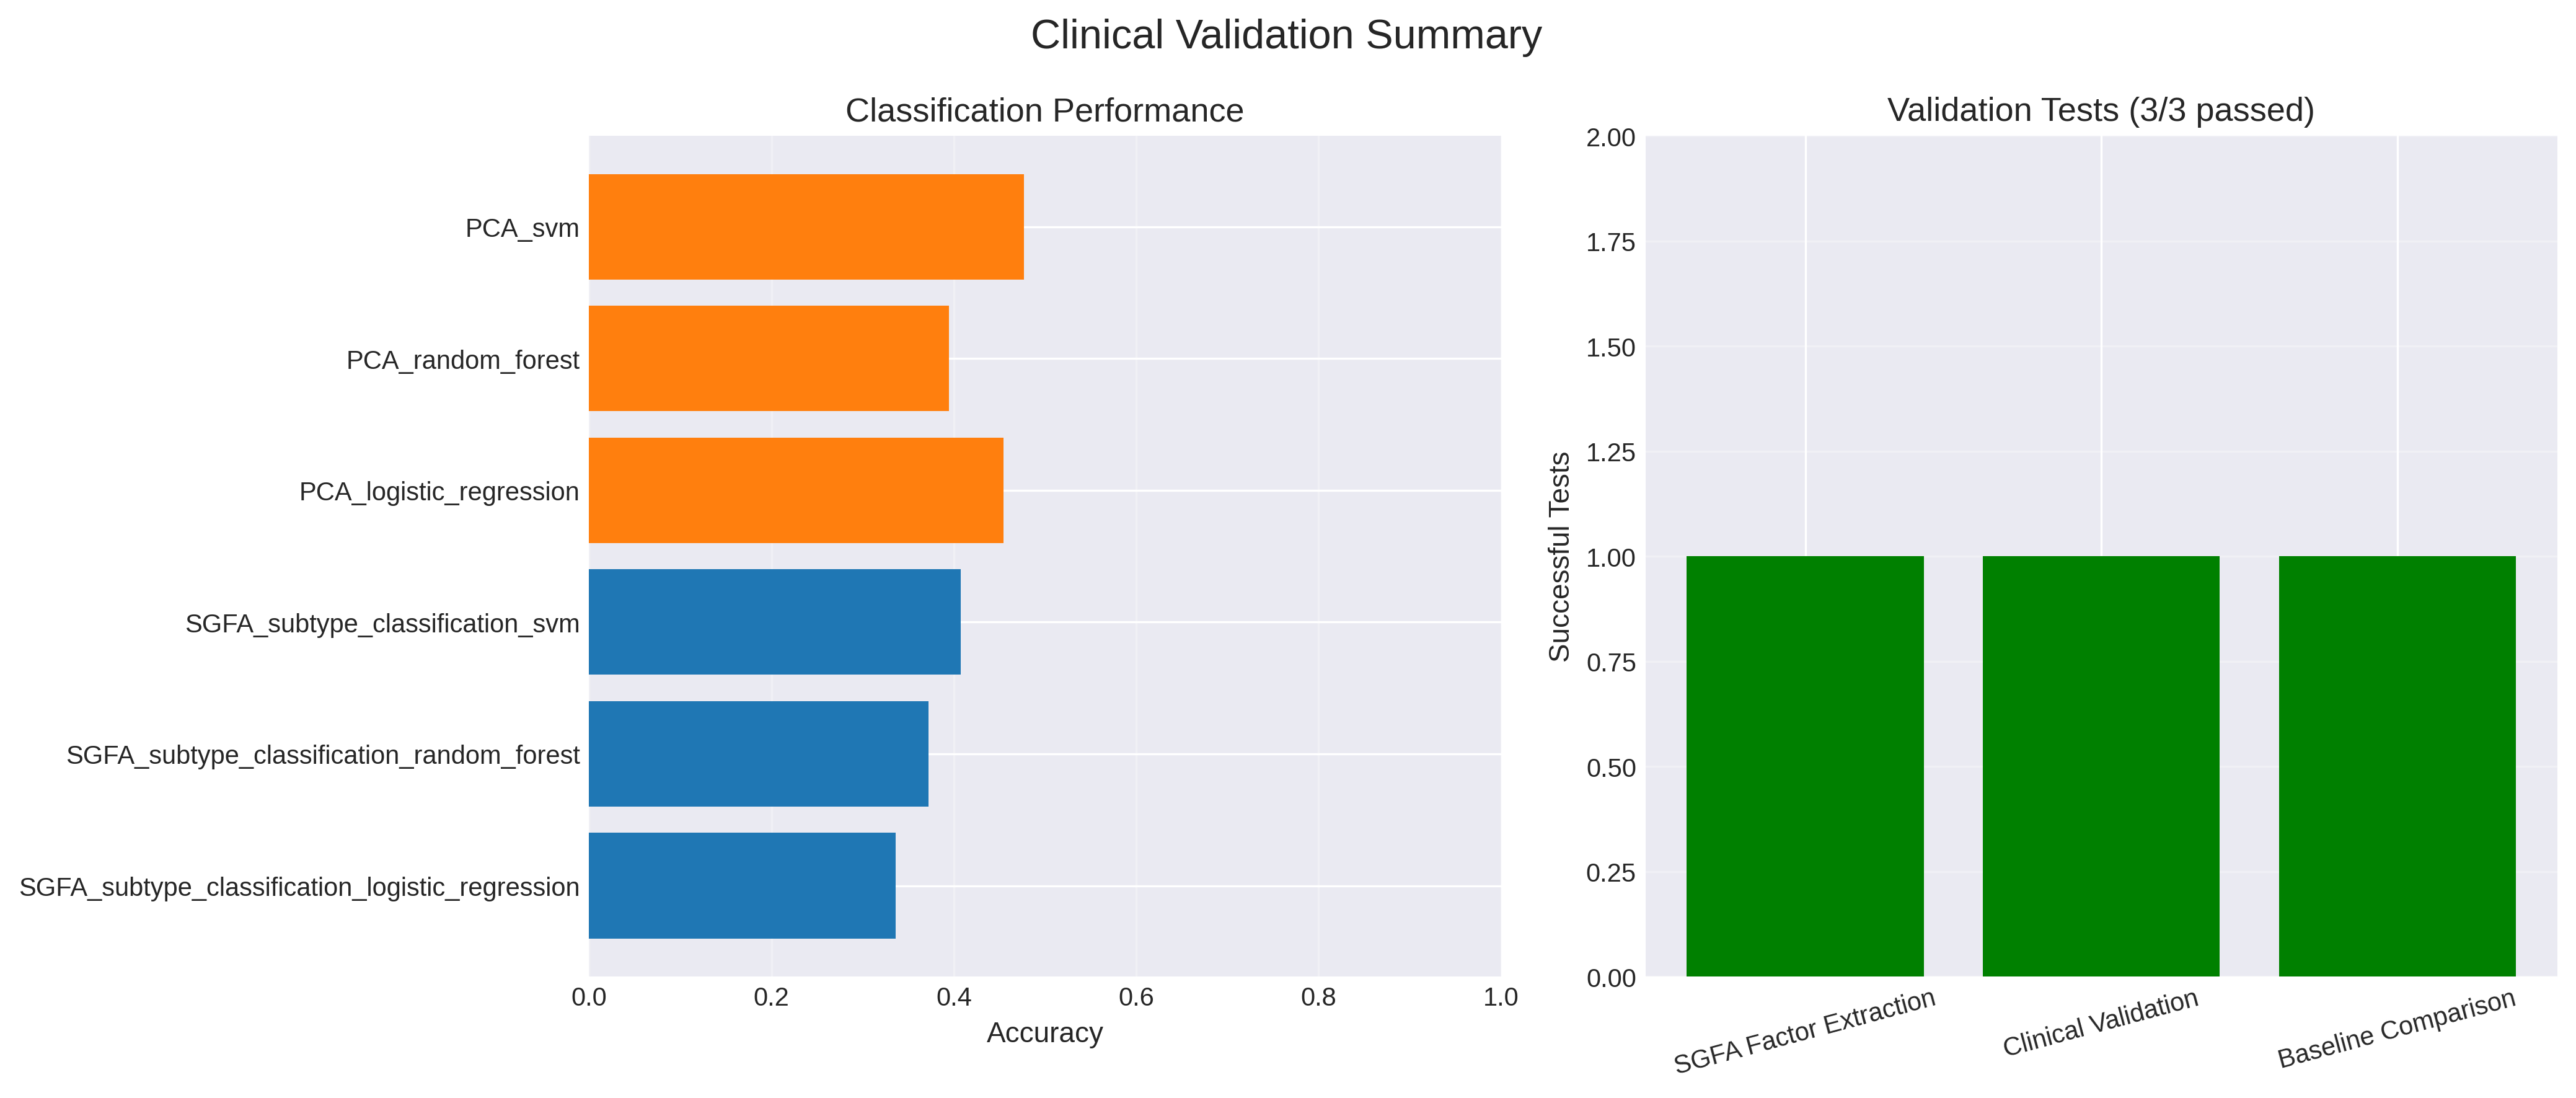 Clinical Validation Summary
Classification Performance
PCA_svm
PCA_random_forest
PCA_logistic_regression
SGFA_subtype_classification_svm
SGFA_subtype_classification_random_forest
SGFA_subtype_classification_logistic_regression
0.0 0.2 0.4 0.6 0.8 1.0
Accuracy
Validation Tests (3/3 passed)
Successful Tests
2.00
1.75
1.50
1.25
1.00
0.75
0.50
0.25
0.00
SGFA Factor Extraction
Clinical Validation
Baseline Comparison